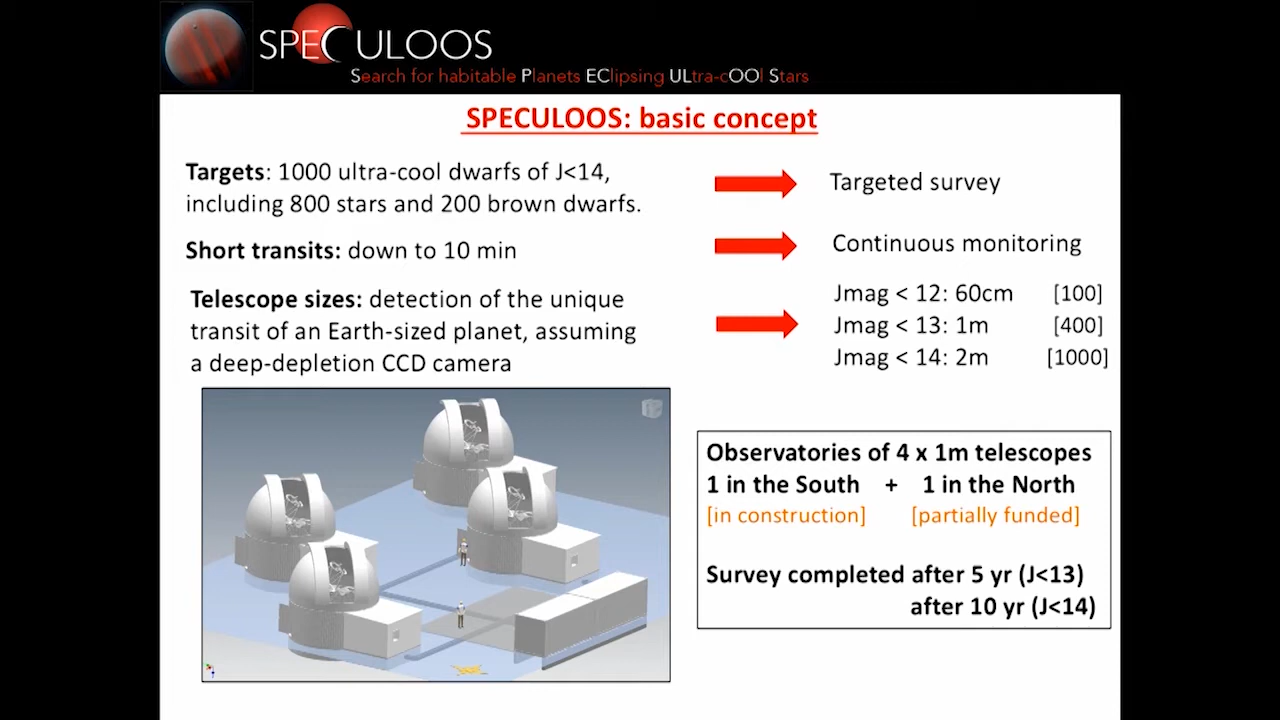 SPECULOOS
Search for habitable Planets EClipsing ULtra-cOOl Stars
SPECULOOS: basic concept
Targets: 1000 ultra-cool dwarfs of J<14,
including 800 stars and 200 brown dwarfs.
Targeted survey
Short transits: down to 10 min
Continuous monitoring
Telescope sizes: detection of the unique
transit of an Earth-sized planet, assuming
a deep-depletion CCD camera
Jmag < 12: 60cm [100]
Jmag < 13: 1m [400]
Jmag < 14: 2m [1000]
Observatories of 4 x 1m telescopes
1 in the South + 1 in the North
[in construction] [partially funded]
Survey completed after 5 yr (J<13)
after 10 yr (J<14)